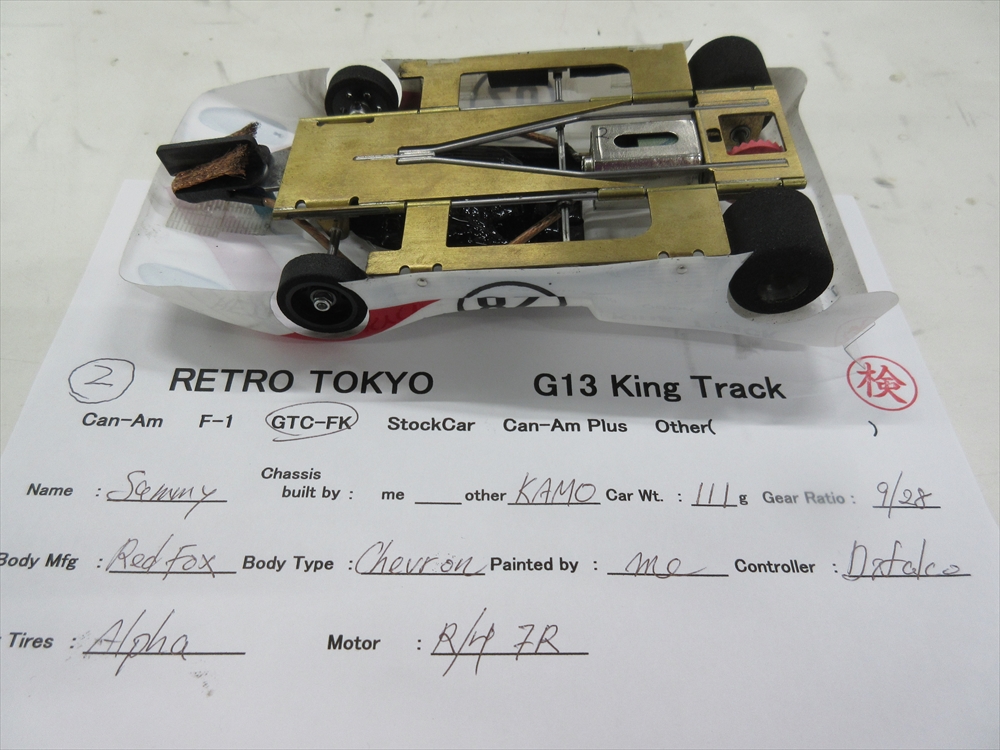 2
② RETRO TOKYO G13 King Track 検
Can-Am F-1 GTC-FK StockCar Can-Am Plus Other( )
Name : Sammy Chassis built by : me ____ other KAMO Car Wt. : 111 g Gear Ratio : 9/28
Body Mfg : Red Fox Body Type : Chevron Painted by : me Controller : Difalco
Tires : Alpha Motor : R/4 7R